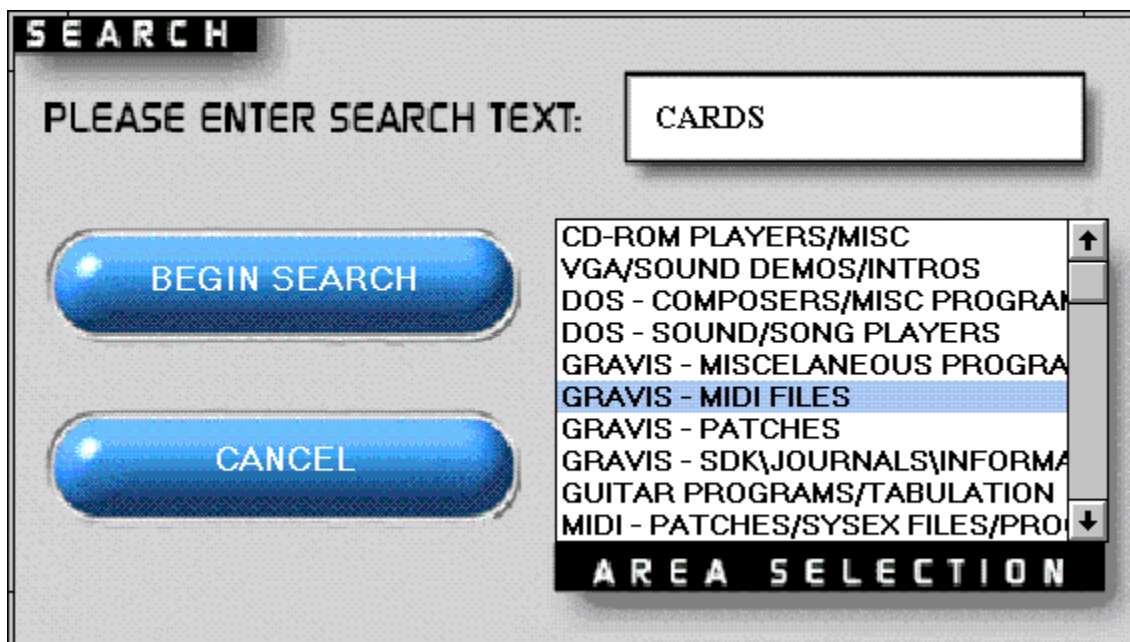 SEARCH
PLEASE ENTER SEARCH TEXT:
CARDS
BEGIN SEARCH
CANCEL
CD-ROM PLAYERS/MISC
VGA/SOUND DEMOS/INTROS
DOS - COMPOSERS/MISC PROGRAM
DOS - SOUND/SONG PLAYERS
GRAVIS - MISCELANEOUS PROGRA
GRAVIS - MIDI FILES
GRAVIS - PATCHES
GRAVIS - SDK\JOURNALS\INFORMA
GUITAR PROGRAMS/TABULATION
MIDI - PATCHES/SYSEX FILES/PRO
AREA SELECTION